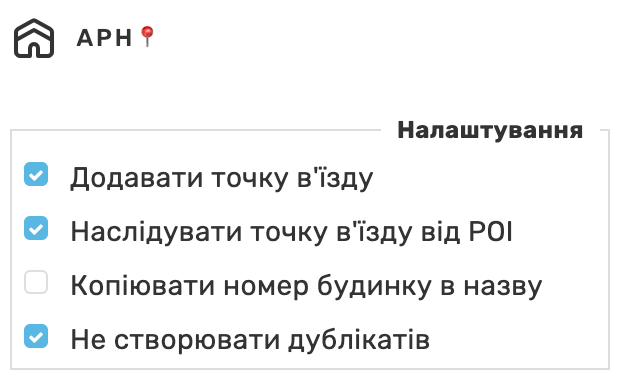 APH📍
Налаштування
Додавати точку в'їзду
Наслідувати точку в'їзду від POI
Копіювати номер будинку в назву
Не створювати дублікатів